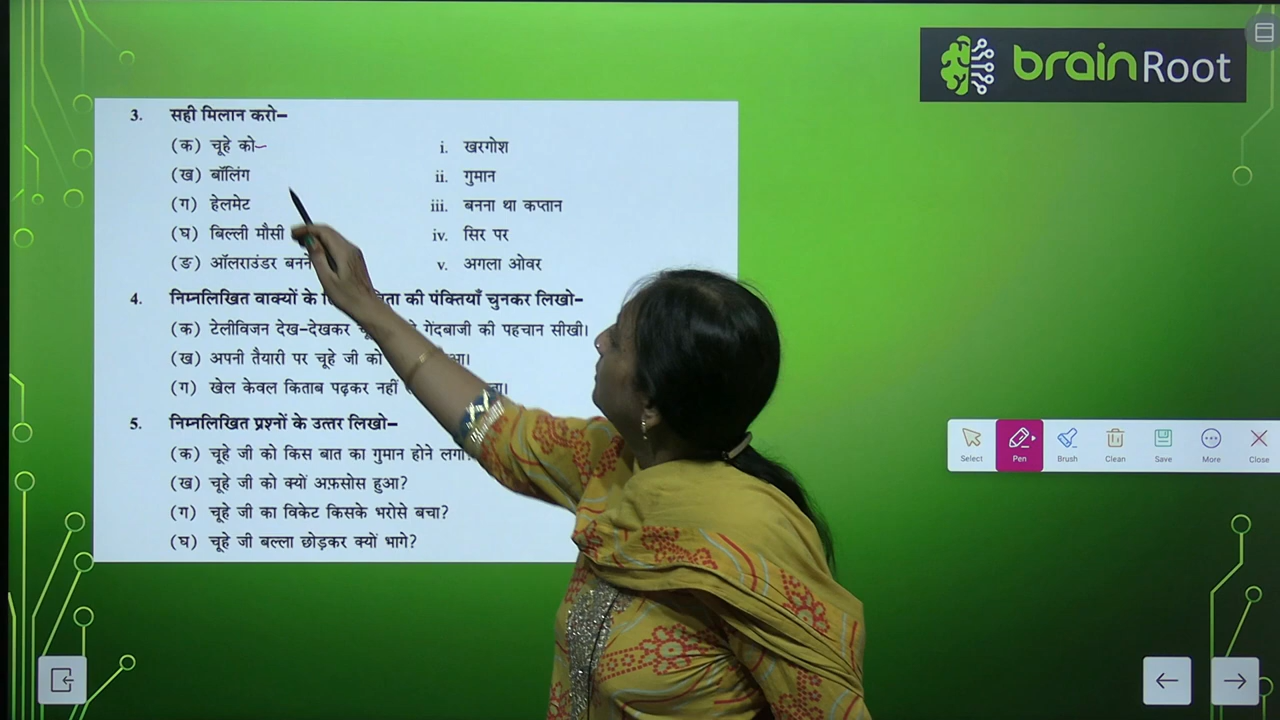 brainRoot
3. सही मिलान करो–
(क) चूहे को i. खरगोश
(ख) बॉलिंग ii. गुमान
(ग) हेलमेट iii. बनना था कप्तान
(घ) बिल्ली मौसी iv. सिर पर
(ङ) ऑलराउंडर बनने v. अगला ओवर
4. निम्नलिखित वाक्यों के की पंक्तियाँ चुनकर लिखो–
(क) टेलीविजन देख-देखकर गेंदबाजी की पहचान सीखी।
(ख) अपनी तैयारी पर चूहे जी को
(ग) खेल केवल किताब पढ़कर नहीं
5. निम्नलिखित प्रश्नों के उत्तर लिखो–
(क) चूहे जी को किस बात का गुमान होने लगा?
(ख) चूहे जी को क्यों अफ़सोस हुआ?
(ग) चूहे जी का विकेट किसके भरोसे बचा?
(घ) चूहे जी बल्ला छोड़कर क्यों भागे?
Select Pen Brush Clean Save More Close